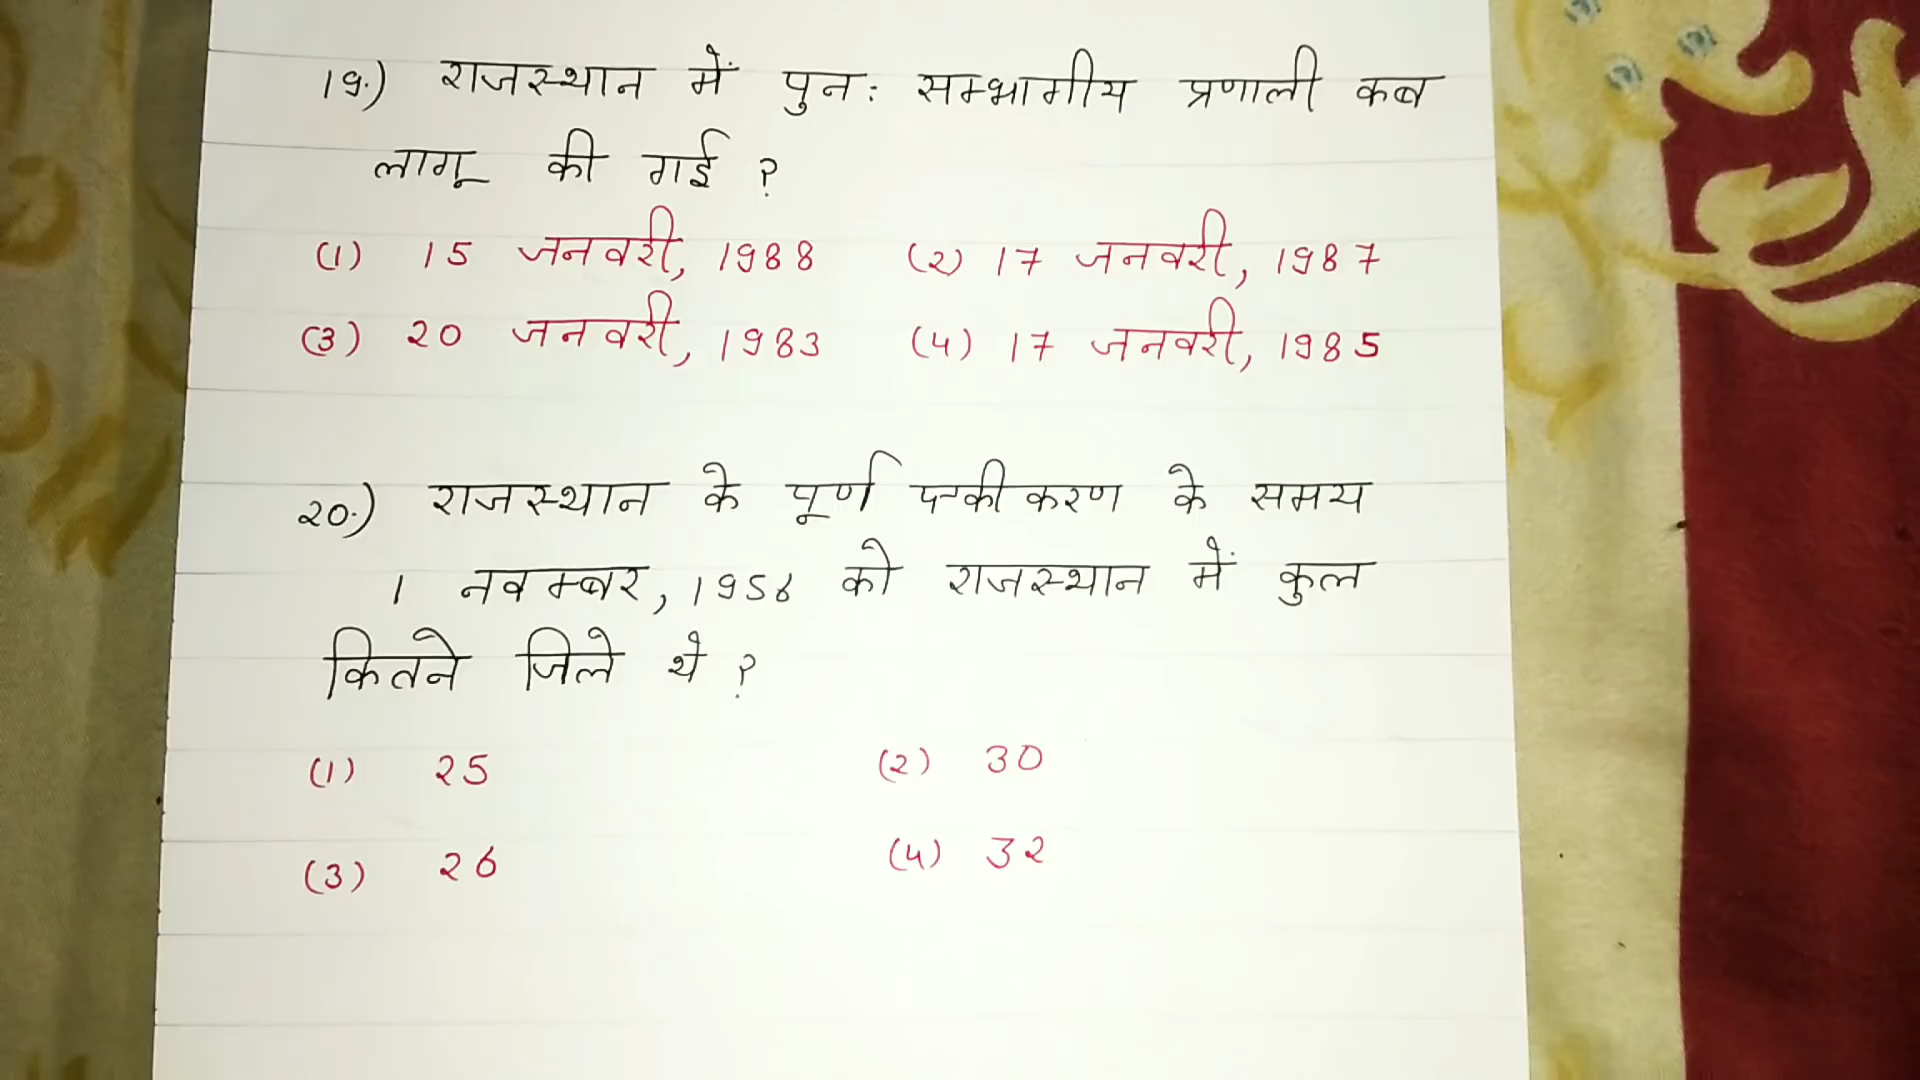 19.) राजस्थान में पुन: सम्भागीय प्रणाली कब
लागू की गई ?
(1) 15 जनवरी, 1988 (2) 17 जनवरी, 1987
(3) 20 जनवरी, 1983 (4) 17 जनवरी, 1985
20.) राजस्थान के पूर्ण एकीकरण के समय
1 नवम्बर, 1956 को राजस्थान में कुल
कितने जिले थे ?
(1) 25 (2) 30
(3) 26 (4) 32